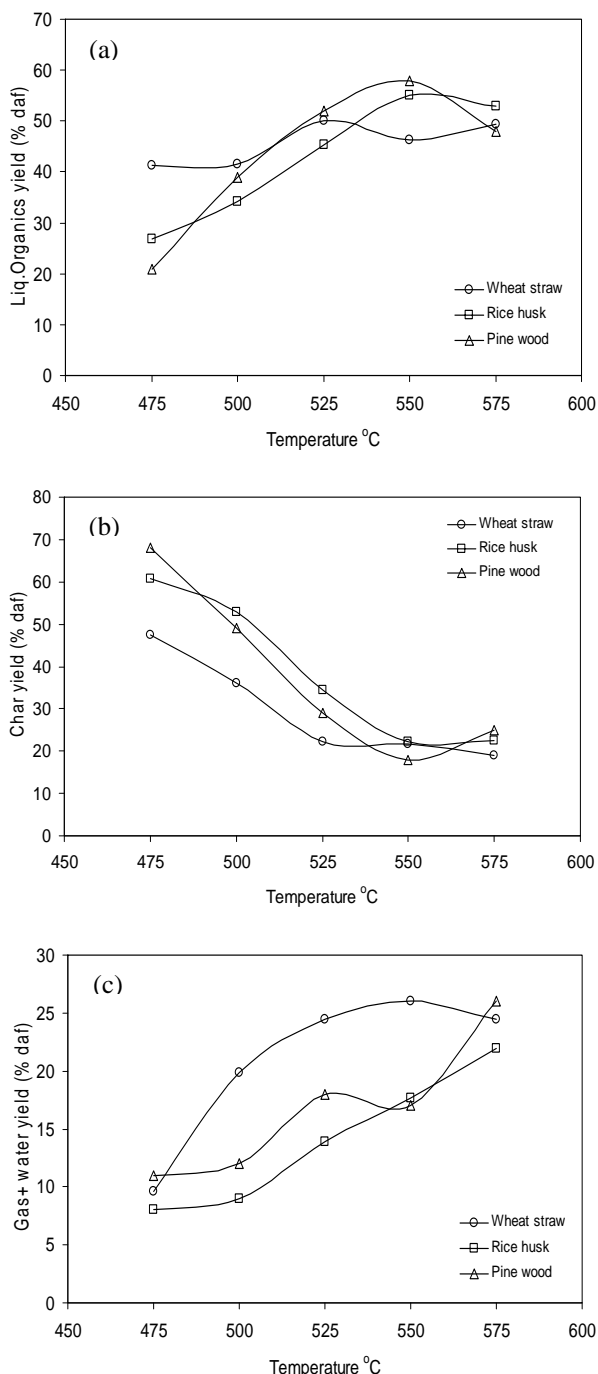 (a)
Liq.Organics yield (% daf)
70
60
50
40
30
20
10
0
Wheat straw
Rice husk
Pine wood
450 475 500 525 550 575 600
Temperature °C
(b)
Char yield (% daf)
80
70
60
50
40
30
20
10
0
Wheat straw
Rice husk
Pine wood
450 475 500 525 550 575 600
Temperature °C
(c)
Gas+ water yield (% daf)
30
25
20
15
10
5
0
Wheat straw
Rice husk
Pine wood
450 475 500 525 550 575 600
Temperature °C